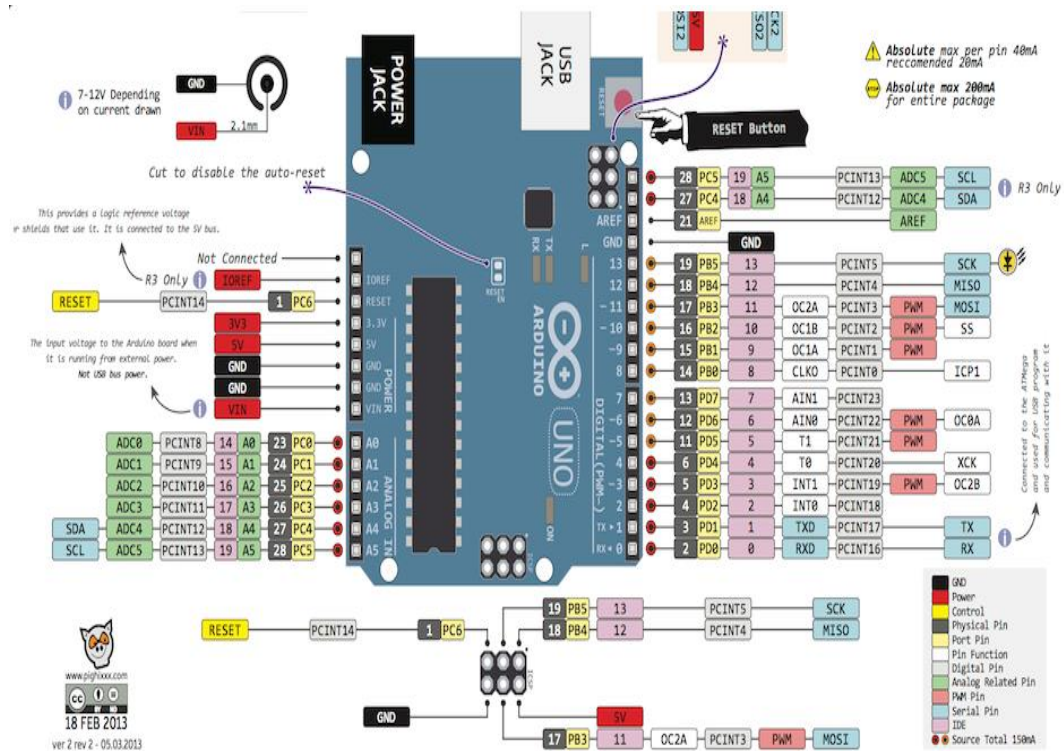 GND
7-12V Depending
on current drawn
VIN
2.1mm
POWER
JACK
USB
JACK
5V
SO2
CK2
RESET
RESET Button
Absolute max per pin 40mA
reccomended 20mA
Absolute max 200mA
for entire package
Cut to disable the auto-reset
This provides a logic reference voltage
r shields that use it. It is connected to the 5V bus.
Not Connected
R3 Only IOREF
RESET PCINT14 1 PC6
3V3
The input voltage to the Arduino board when
it is running from external power.
Not USB bus power.
5V
GND
GND
VIN
ADC0 PCINT8 14 A0 23 PC0
ADC1 PCINT9 15 A1 24 PC1
ADC2 PCINT10 16 A2 25 PC2
ADC3 PCINT11 17 A3 26 PC3
SDA ADC4 PCINT12 18 A4 27 PC4
SCL ADC5 PCINT13 19 A5 28 PC5
IOREF
RESET
3.3V
5V
GND
GND
VIN
POWER
A0
A1
A2
A3
A4
A5
ANALOG IN
RESET
EN
RX
TX
L
ARDUINO
UNO
ON
ICSP
AREF
GND
13
12
~11
~10
~9
8
7
~6
~5
4
~3
2
TX ▸ 1
RX ◂ 0
DIGITAL (PWM~)
28 PC5 19 A5 PCINT13 ADC5 SCL
R3 Only
27 PC4 18 A4 PCINT12 ADC4 SDA
21 AREF AREF
GND
19 PB5 13 PCINT5 SCK
18 PB4 12 PCINT4 MISO
17 PB3 11 OC2A PCINT3 PWM MOSI
16 PB2 10 OC1B PCINT2 PWM SS
15 PB1 9 OC1A PCINT1 PWM
14 PB0 8 CLKO PCINT0 ICP1
13 PD7 7 AIN1 PCINT23
12 PD6 6 AIN0 PCINT22 PWM OC0A
11 PD5 5 T1 PCINT21 PWM
6 PD4 4 T0 PCINT20 XCK
5 PD3 3 INT1 PCINT19 PWM OC2B
4 PD2 2 INT0 PCINT18
3 PD1 1 TXD PCINT17 TX
2 PD0 0 RXD PCINT16 RX
Connected to the ATMega
and used for USB program
and communicating with it
19 PB5 13 PCINT5 SCK
18 PB4 12 PCINT4 MISO
RESET PCINT14 1 PC6
ICSP
GND
5V
17 PB3 11 OC2A PCINT3 PWM MOSI
GND
Power
Control
Physical Pin
Port Pin
Pin Function
Digital Pin
Analog Related Pin
PWM Pin
Serial Pin
IDE
Source Total 150mA
www.pighixxx.com
cc
BY ND
18 FEB 2013
ver 2 rev 2 - 05.03.2013